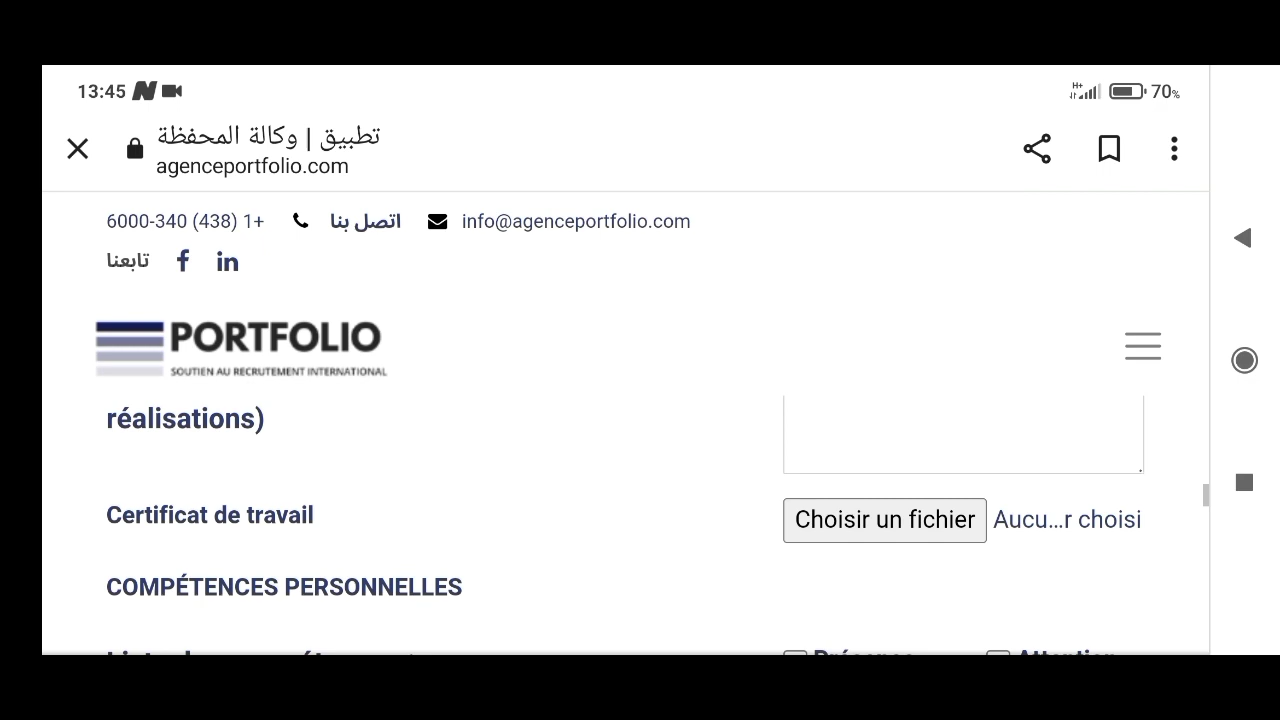 13:45
H+
70%
تطبيق | وكالة المحفظة
agenceportfolio.com
6000-340 (438) 1+ اتصل بنا info@agenceportfolio.com
تابعنا
PORTFOLIO
SOUTIEN AU RECRUTEMENT INTERNATIONAL
réalisations)
Certificat de travail
Choisir un fichier Aucu...r choisi
COMPÉTENCES PERSONNELLES